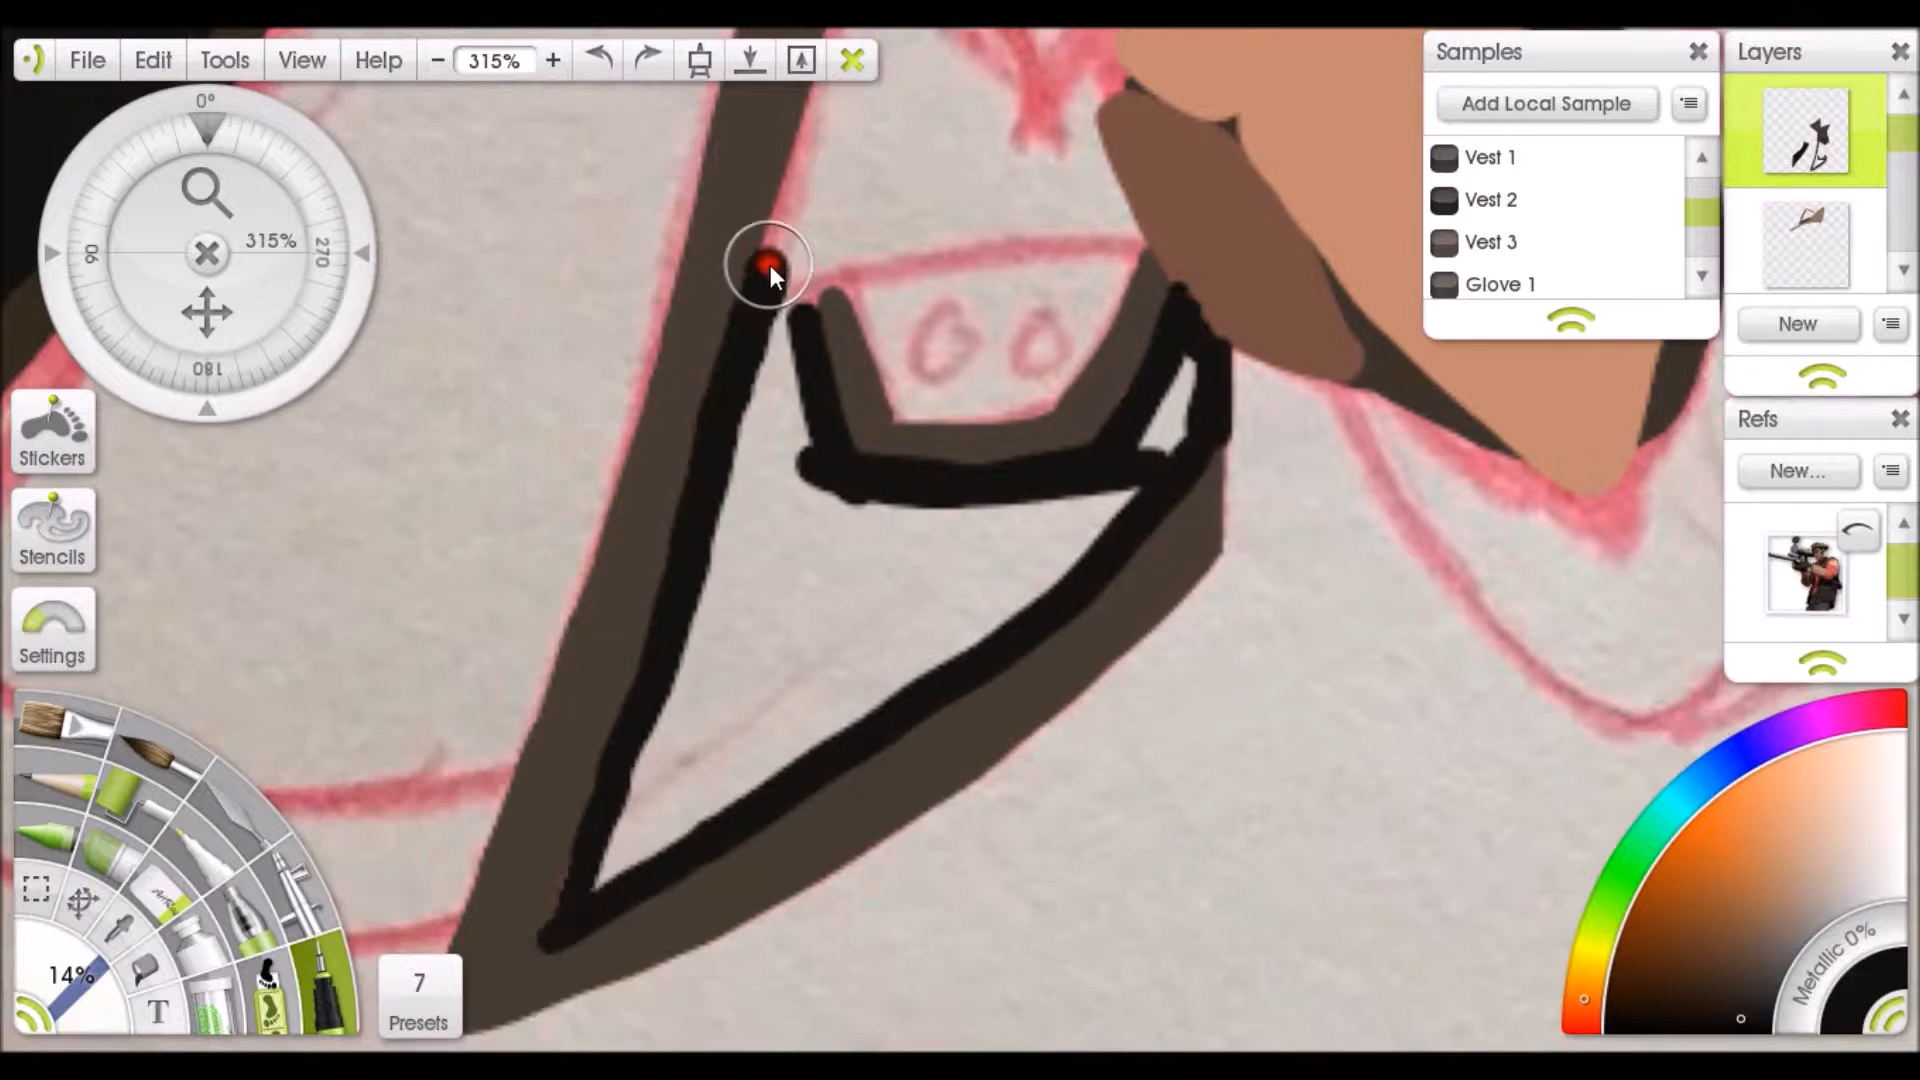 File Edit Tools View Help - 315% +
0°
315%
90
270
180
Stickers
Stencils
Settings
14%
T
7
Presets
Samples
Add Local Sample
Vest 1
Vest 2
Vest 3
Glove 1
Layers
New
Refs
New...
Metallic 0%